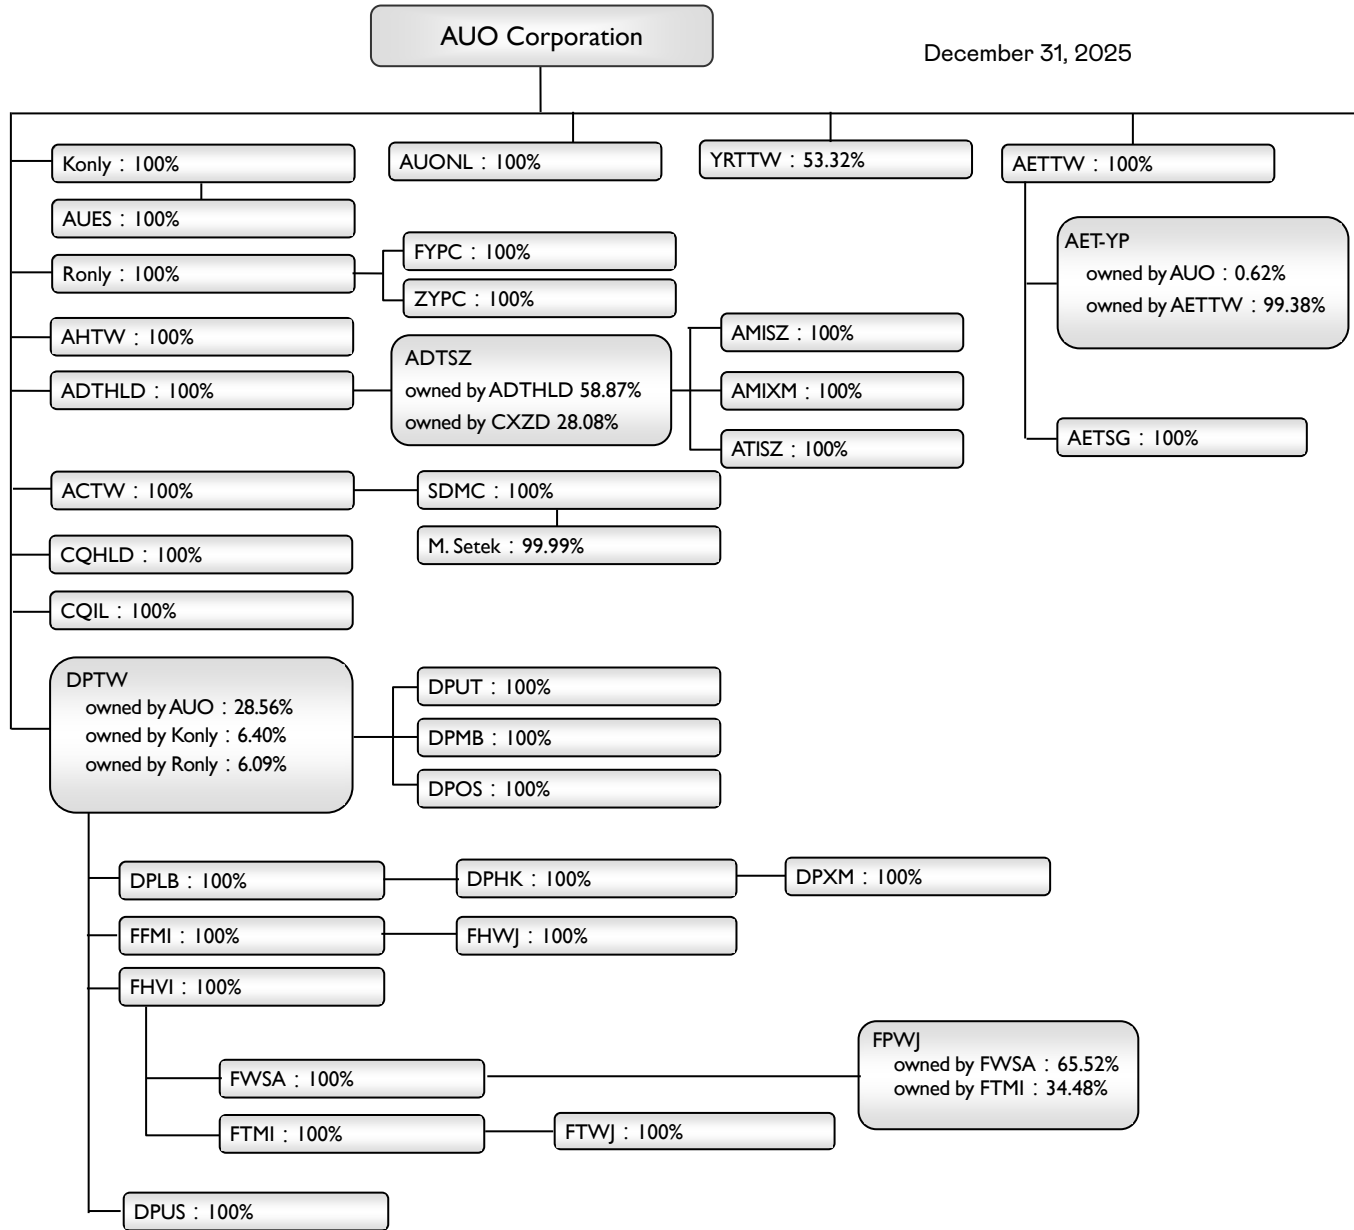 AUO Corporation
December 31, 2025
Konly : 100%
AUONL : 100%
YRTTW : 53.32%
AETTW : 100%
AUES : 100%
Ronly : 100%
FYPC : 100%
ZYPC : 100%
AET-YP
owned by AUO : 0.62%
owned by AETTW : 99.38%
AHTW : 100%
ADTHLD : 100%
ADTSZ
owned by ADTHLD 58.87%
owned by CXZD 28.08%
AMISZ : 100%
AMIXM : 100%
ATISZ : 100%
AETSG : 100%
ACTW : 100%
SDMC : 100%
M. Setek : 99.99%
CQHLD : 100%
CQIL : 100%
DPTW
owned by AUO : 28.56%
owned by Konly : 6.40%
owned by Ronly : 6.09%
DPUT : 100%
DPMB : 100%
DPOS : 100%
DPLB : 100%
DPHK : 100%
DPXM : 100%
FFMI : 100%
FHWJ : 100%
FHVI : 100%
FWSA : 100%
FPWJ
owned by FWSA : 65.52%
owned by FTMI : 34.48%
FTMI : 100%
FTWJ : 100%
DPUS : 100%